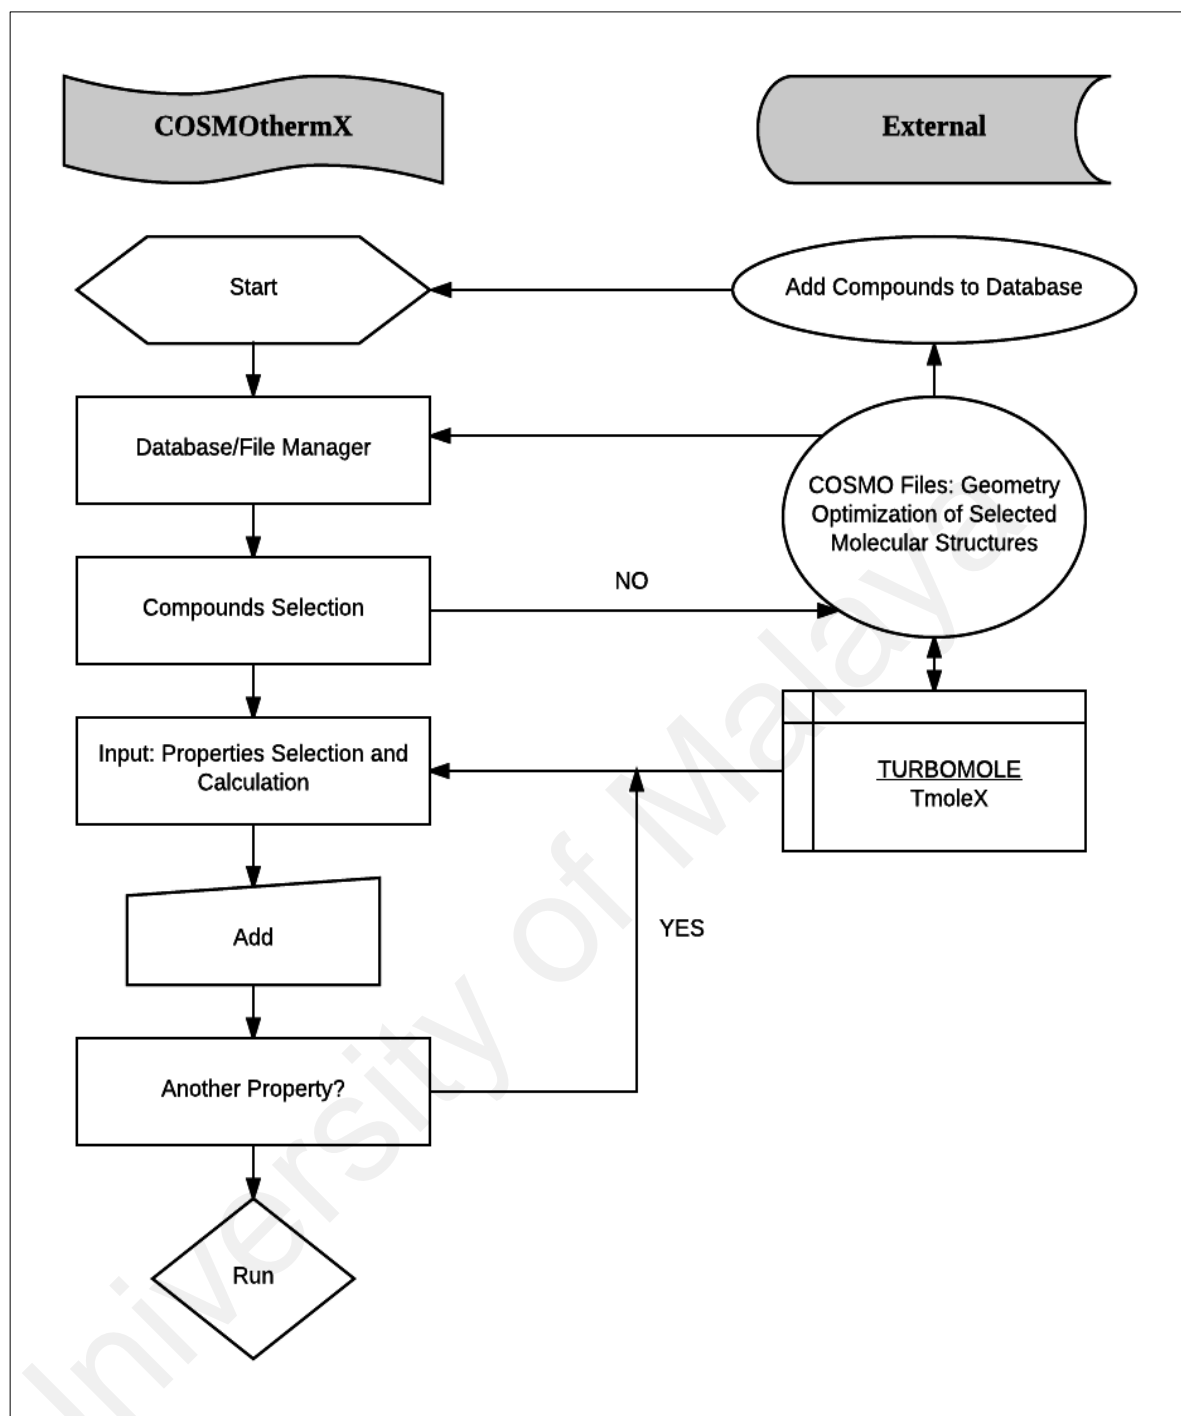 COSMOthermX
External
Start
Add Compounds to Database
Database/File Manager
COSMO Files: Geometry
Optimization of Selected
Molecular Structures
Compounds Selection
NO
Input: Properties Selection and
Calculation
TURBOMOLE
TmoleX
Add
YES
Another Property?
Run
University of Malaya